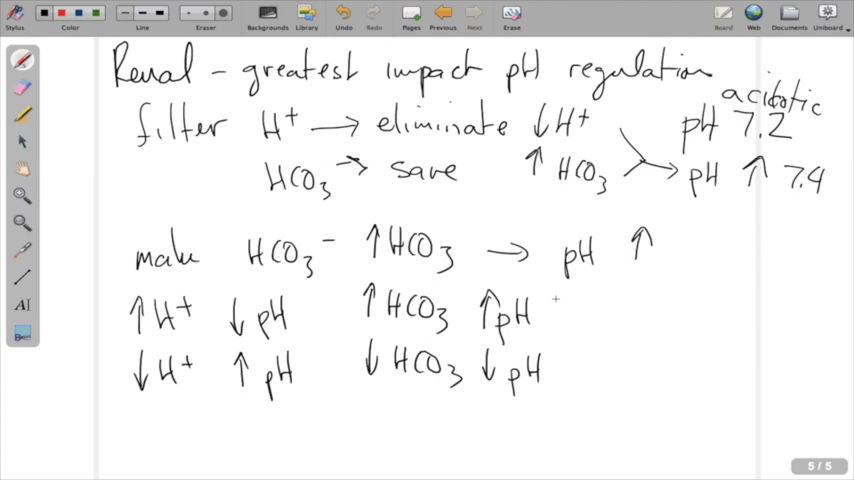 Stylus Color Line Eraser Backgrounds Library Undo Redo Pages Previous Next Erase Board Web Documents Uniboard
Renal - greatest impact pH regulation
acidotic
filter H+ → eliminate ↓H+ pH 7.2
HCO3- → save ↑HCO3 → pH ↑ 7.4
make HCO3- ↑HCO3 → pH ↑
↑H+ ↓pH ↑HCO3 ↑pH
↓H+ ↑pH ↓HCO3 ↓pH
AI
5 / 5